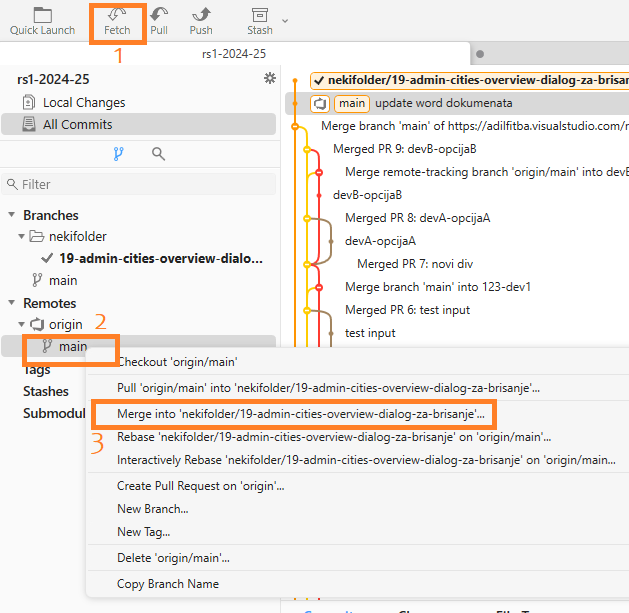 Quick Launch
Fetch
Pull
Push
Stash
1
rs1-2024-25
rs1-2024-25
Local Changes
All Commits
Filter
Branches
nekifolder
19-admin-cities-overview-dialo...
main
Remotes
origin
2
main
Tags
Stashes
Submodul
nekifolder/19-admin-cities-overview-dialog-za-brisan
main update word dokumenata
Merge branch 'main' of https://adilfitba.visualstudio.com/r
Merged PR 9: devB-opcijaB
Merge remote-tracking branch 'origin/main' into devB
devB-opcijaB
Merged PR 8: devA-opcijaA
devA-opcijaA
Merged PR 7: novi div
Merge branch 'main' into 123-dev1
Merged PR 6: test input
test input
Checkout 'origin/main'
Pull 'origin/main' into 'nekifolder/19-admin-cities-overview-dialog-za-brisanje'...
Merge into 'nekifolder/19-admin-cities-overview-dialog-za-brisanje'...
3
Rebase 'nekifolder/19-admin-cities-overview-dialog-za-brisanje' on 'origin/main'...
Interactively Rebase 'nekifolder/19-admin-cities-overview-dialog-za-brisanje' on 'origin/main...
Create Pull Request on 'origin'...
New Branch...
New Tag...
Delete 'origin/main'...
Copy Branch Name